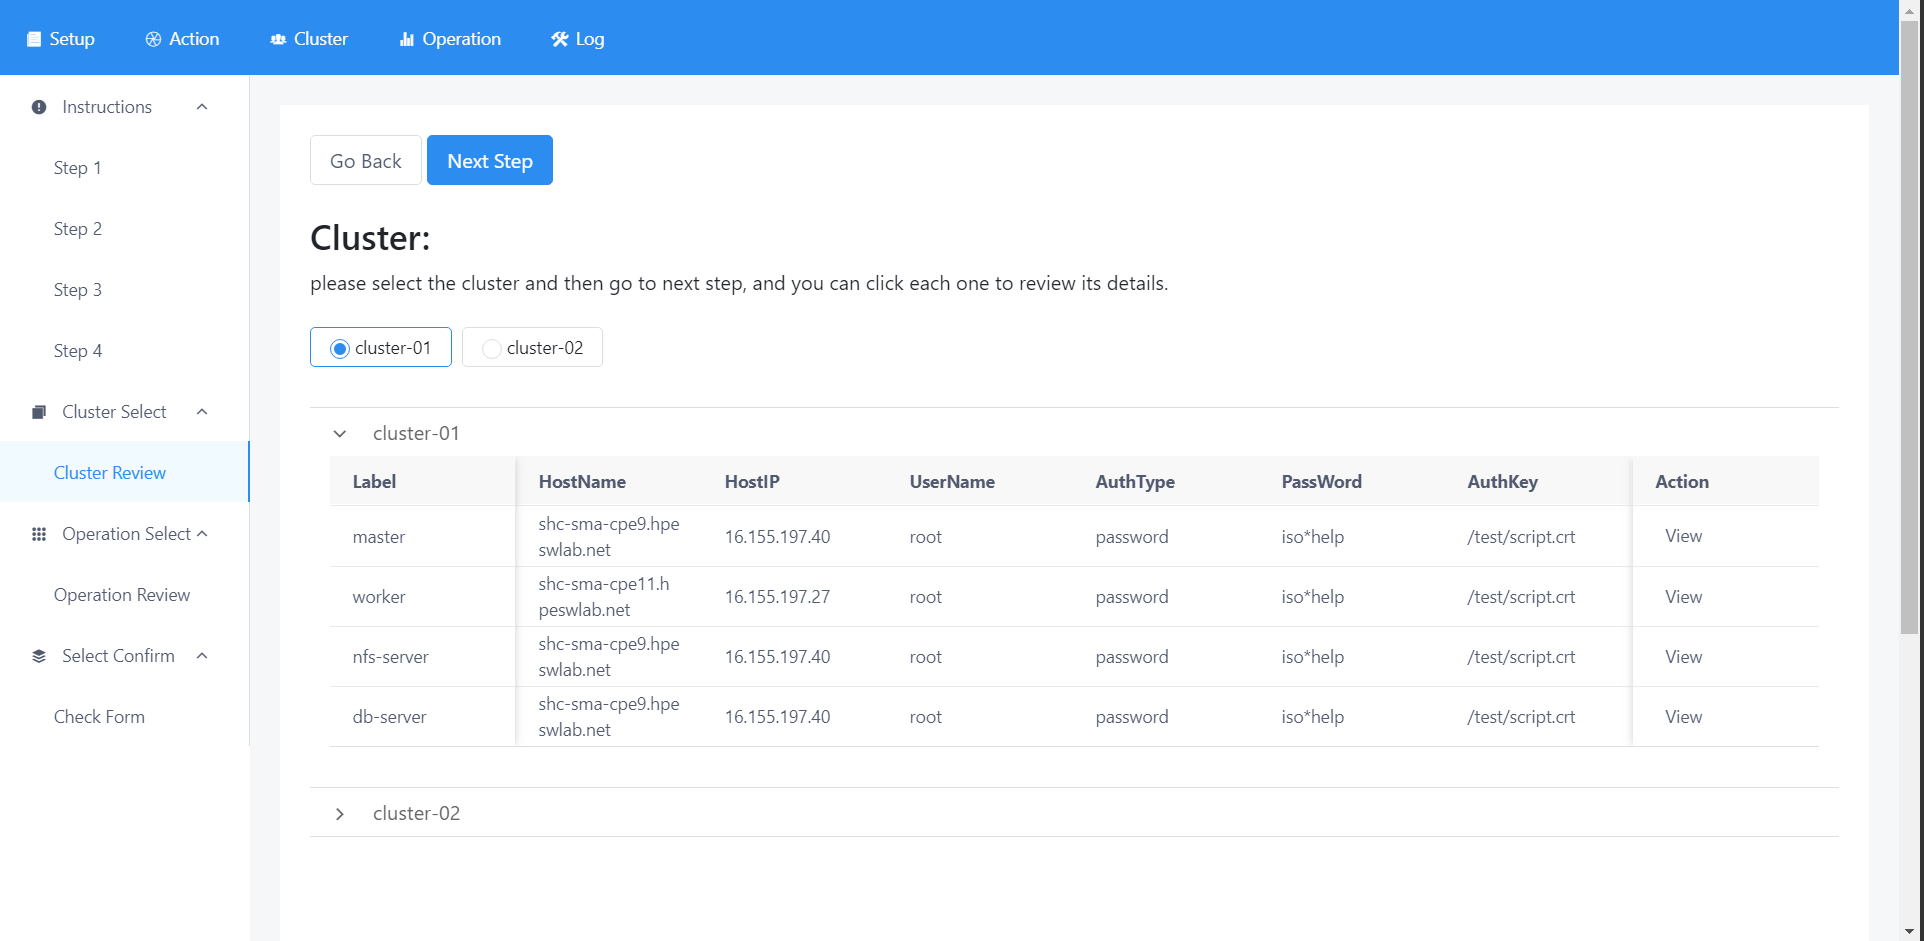 Setup Action Cluster Operation Log
Instructions
Step 1
Step 2
Step 3
Step 4
Cluster Select
Cluster Review
Operation Select
Operation Review
Select Confirm
Check Form
Go Back Next Step
Cluster:
please select the cluster and then go to next step, and you can click each one to review its details.
cluster-01 cluster-02
cluster-01
Label HostName HostIP UserName AuthType PassWord AuthKey Action
master shc-sma-cpe9.hpe 16.155.197.40 root password iso*help /test/script.crt View
swlab.net
worker shc-sma-cpe11.h 16.155.197.27 root password iso*help /test/script.crt View
peswlab.net
nfs-server shc-sma-cpe9.hpe 16.155.197.40 root password iso*help /test/script.crt View
swlab.net
db-server shc-sma-cpe9.hpe 16.155.197.40 root password iso*help /test/script.crt View
swlab.net
cluster-02